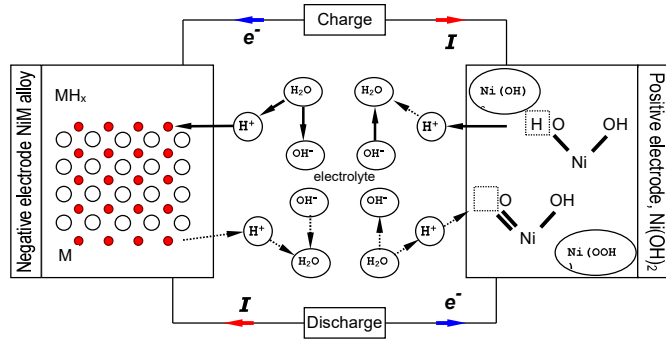 Charge
e-
I
Negative electrode NiM alloy
MHx
H2O
H+
OH-
H2O
H+
OH-
electrolyte
Ni(OH)
H O OH
Ni
Positive electrode, Ni(OH)2
M
OH-
H+
H2O
OH-
H+
H2O
O OH
Ni
Ni(OOH
)
I
Discharge
e-